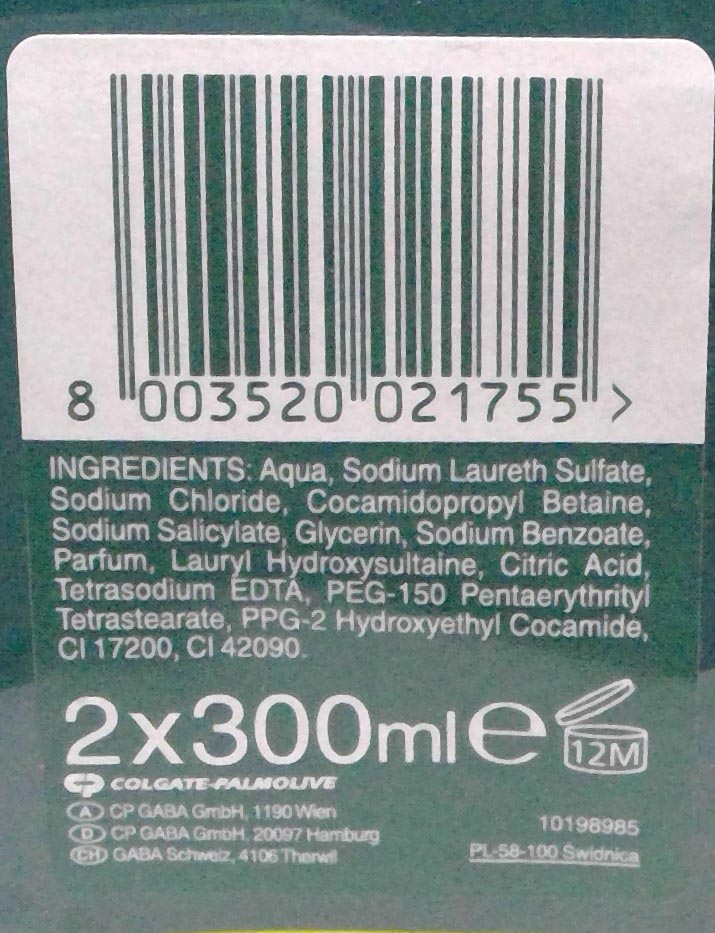 8 003520 021755 >
INGREDIENTS: Aqua, Sodium Laureth Sulfate,
Sodium Chloride, Cocamidopropyl Betaine,
Sodium Salicylate, Glycerin, Sodium Benzoate,
Parfum, Lauryl Hydroxysultaine, Citric Acid,
Tetrasodium EDTA, PEG-150 Pentaerythrityl
Tetrastearate, PPG-2 Hydroxyethyl Cocamide,
CI 17200, CI 42090.
2x300ml e 12M
CP COLGATE-PALMOLIVE
A CP GABA GmbH, 1190 Wien
D CP GABA GmbH, 20097 Hamburg
CH GABA Schweiz, 4106 Therwil
10198985
PL-58-100 Świdnica